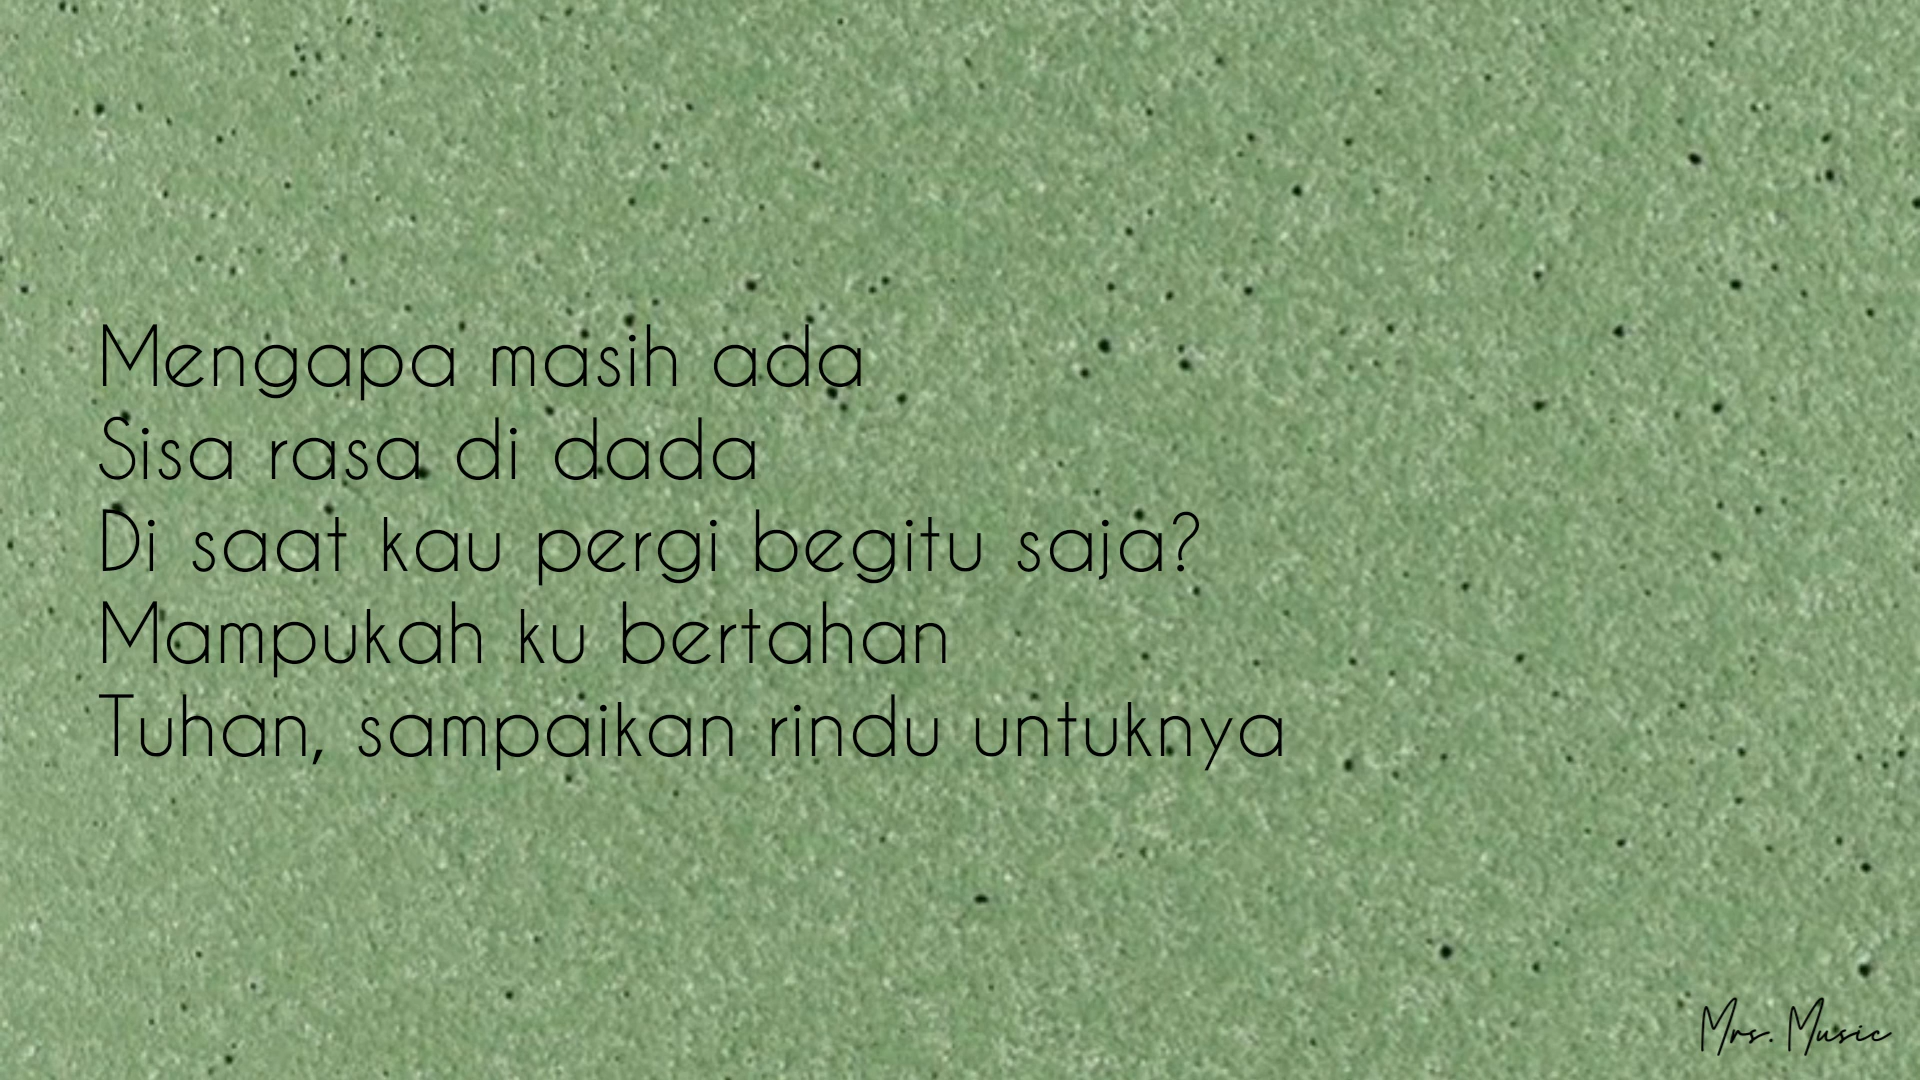 Mengapa masih ada
Sisa rasa di dada
Di saat kau pergi begitu saja?
Mampukah ku bertahan
Tuhan, sampaikan rindu untuknya
Mrs. Music